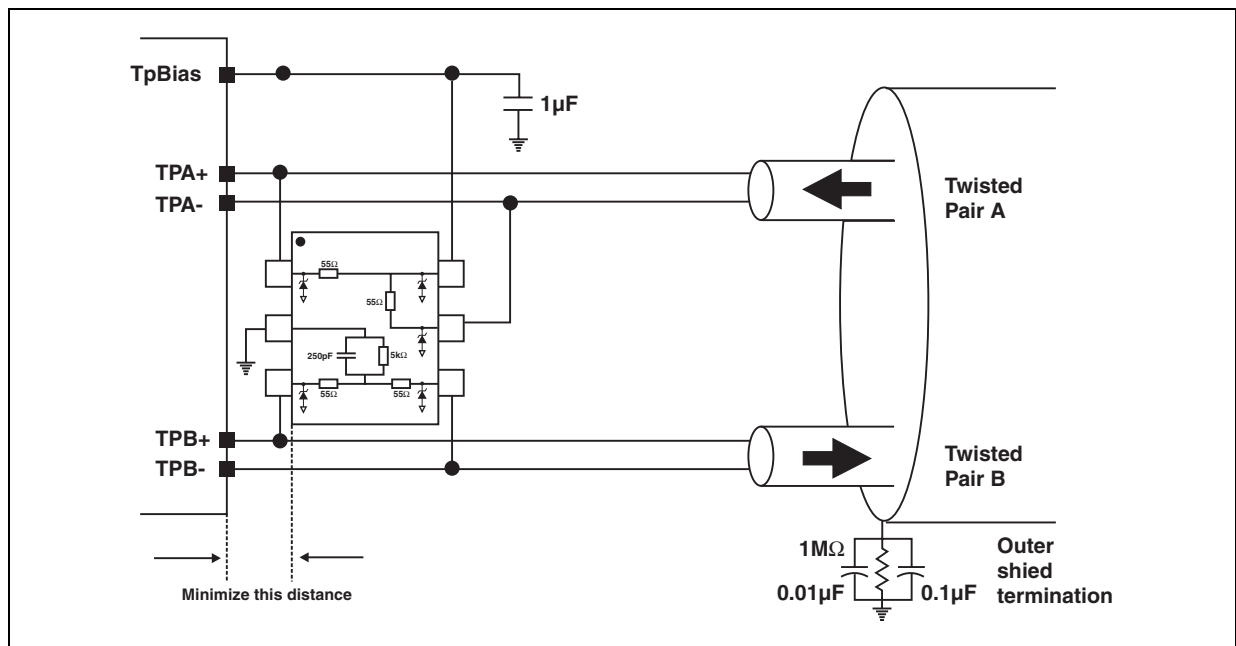 TpBias
1µF
TPA+
TPA-
Twisted
Pair A
55Ω
55Ω
250pF
5kΩ
55Ω
55Ω
TPB+
TPB-
Twisted
Pair B
Minimize this distance
1MΩ
0.01µF
0.1µF
Outer
shied
termination